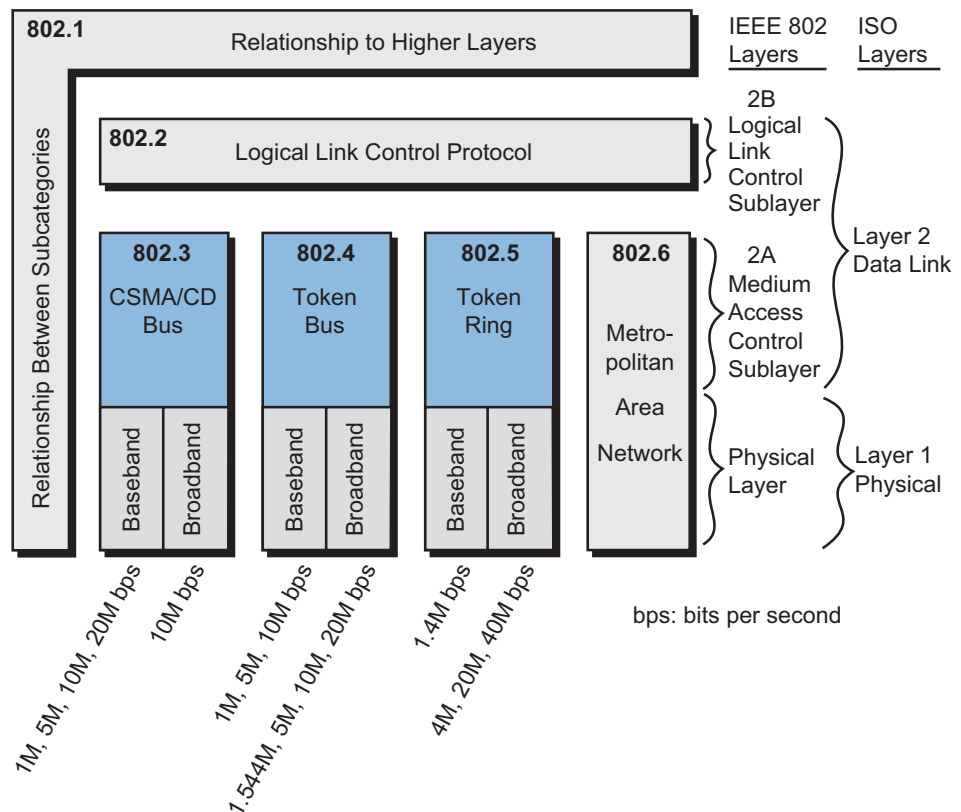 802.1
Relationship to Higher Layers
Relationship Between Subcategories
IEEE 802
Layers
ISO
Layers
802.2
Logical Link Control Protocol
2B
Logical
Link
Control
Sublayer
802.3
CSMA/CD
Bus
Baseband
Broadband
1M, 5M, 10M, 20M bps
10M bps
802.4
Token
Bus
Baseband
Broadband
1M, 5M, 10M bps
1.544M, 5M, 10M, 20M bps
802.5
Token
Ring
Baseband
Broadband
1.4M bps
4M, 20M, 40M bps
802.6
Metro-
politan
Area
Network
2A
Medium
Access
Control
Sublayer
Physical
Layer
Layer 2
Data Link
Layer 1
Physical
bps: bits per second